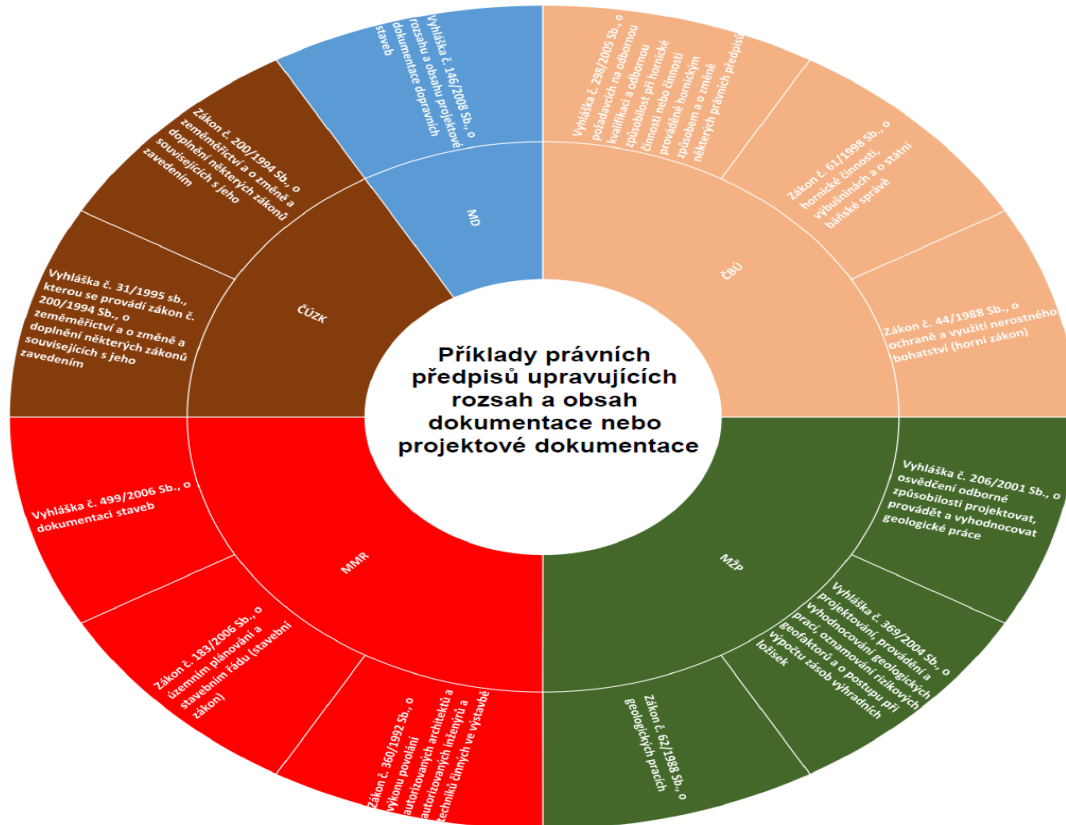 Příklady právních
předpisů upravujících
rozsah a obsah
dokumentace nebo
projektové dokumentace
ČBÚ
Vyhláška č. 298/2005 Sb., o
požadavcích na odbornou
kvalifikaci a odbornou
způsobilost při hornické
činnosti nebo činnosti
prováděné hornickým
způsobem a o změně
některých právních předpisů
Zákon č. 61/1998 Sb., o
hornické činnosti,
výbušninách a o státní
báňské správě
Zákon č. 44/1988 Sb., o
ochraně a využití nerostného
bohatství (horní zákon)
MŽP
Vyhláška č. 206/2001 Sb., o
osvědčení odborné
způsobilosti projektovat,
provádět a vyhodnocovat
geologické práce
Vyhláška č. 369/2004 Sb., o
projektování, provádění a
vyhodnocování geologických
prací, oznamování rizikových
geofaktorů a o postupu při
výpočtu zásob výhradních
ložisek
Zákon č. 62/1988 Sb., o
geologických pracích
MMR
Zákon č. 360/1992 Sb., o
výkonu povolání
autorizovaných architektů a
autorizovaných inženýrů a
techniků činných ve výstavbě
Zákon č. 183/2006 Sb., o
územním plánování a
stavebním řádu (stavební
zákon)
Vyhláška č. 499/2006 Sb., o
dokumentaci staveb
ČÚZK
Vyhláška č. 31/1995 sb.,
kterou se provádí zákon č.
200/1994 Sb., o
zeměměřictví a o změně a
doplnění některých zákonů
souvisejících s jeho
zavedením
Zákon č. 200/1994 Sb., o
zeměměřictví a o změně a
doplnění některých zákonů
souvisejících s jeho
zavedením
MD
Vyhláška č. 146/2008 Sb., o
rozsahu a obsahu projektové
dokumentace dopravních
staveb